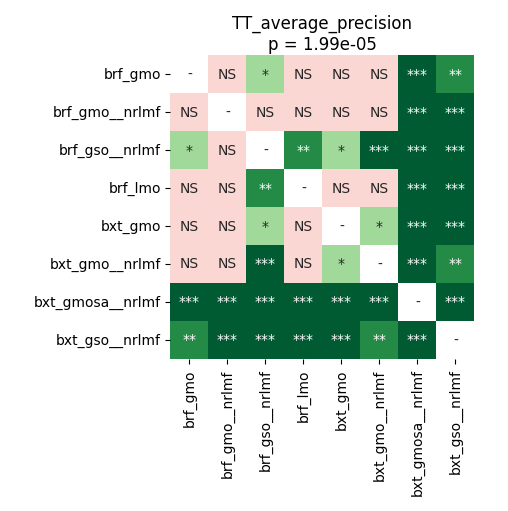 TT_average_precision
p = 1.99e-05
brf_gmo - NS * NS NS NS *** **
brf_gmo__nrlmf NS - NS NS NS NS *** ***
brf_gso__nrlmf * NS - ** * *** *** ***
brf_lmo NS NS ** - NS NS *** ***
bxt_gmo NS NS * NS - * *** ***
bxt_gmo__nrlmf NS NS *** NS * - *** **
bxt_gmosa__nrlmf *** *** *** *** *** *** - ***
bxt_gso__nrlmf ** *** *** *** *** ** *** -
brf_gmo
brf_gmo__nrlmf
brf_gso__nrlmf
brf_lmo
bxt_gmo
bxt_gmo__nrlmf
bxt_gmosa__nrlmf
bxt_gso__nrlmf